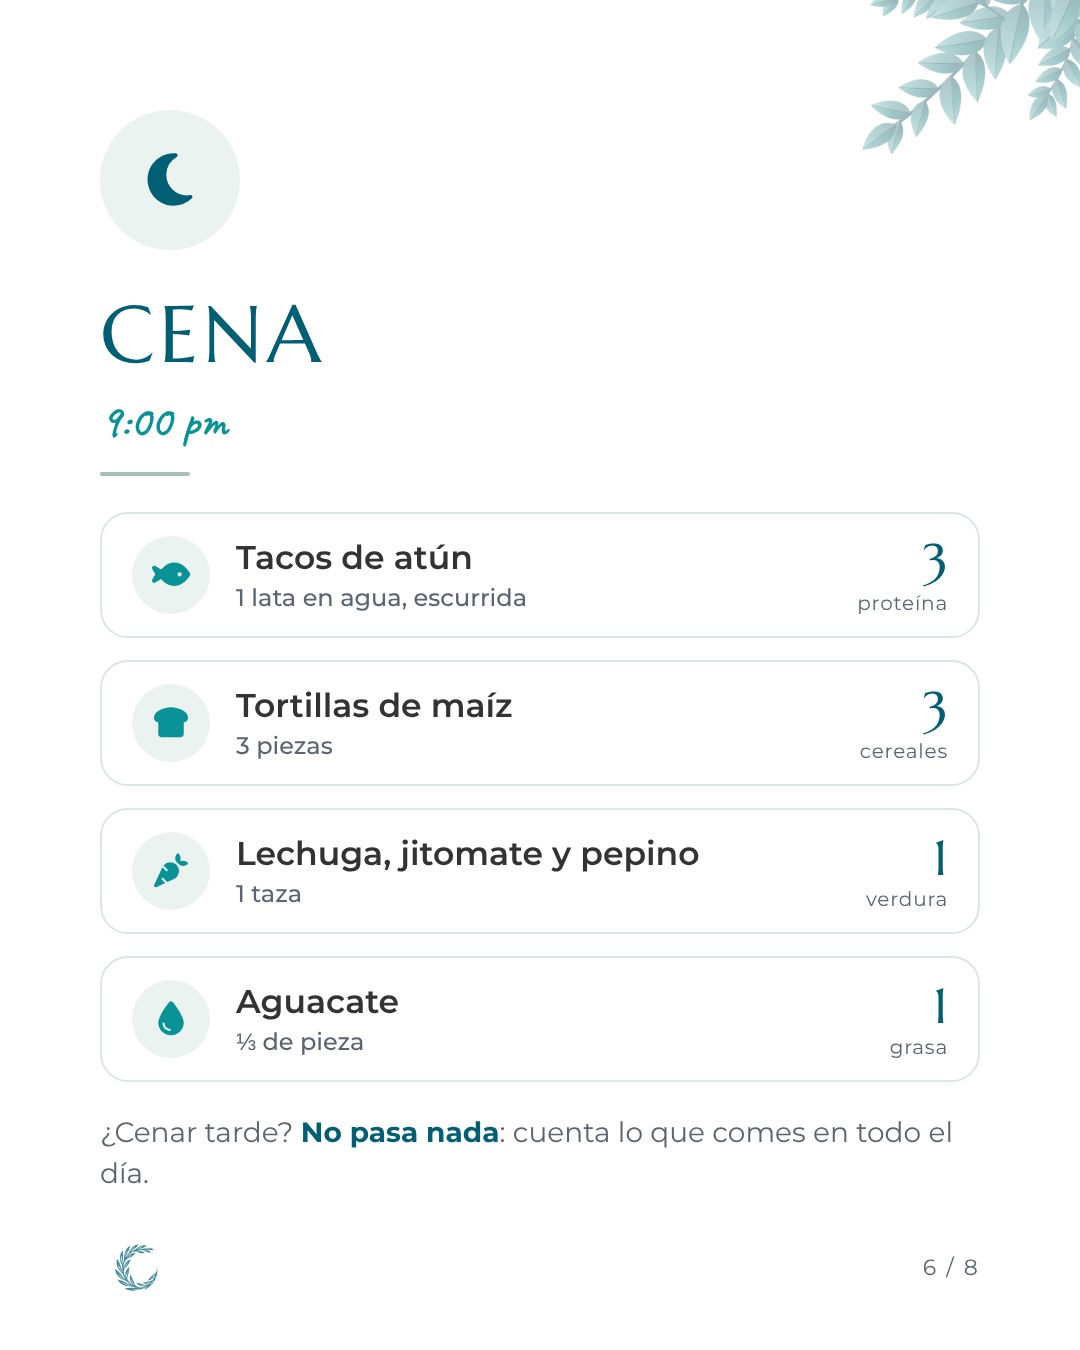 CENA
9:00 pm
Tacos de atún
1 lata en agua, escurrida
3
proteína
Tortillas de maíz
3 piezas
3
cereales
Lechuga, jitomate y pepino
1 taza
1
verdura
Aguacate
⅓ de pieza
1
grasa
¿Cenar tarde? No pasa nada: cuenta lo que comes en todo el
día.
6 / 8